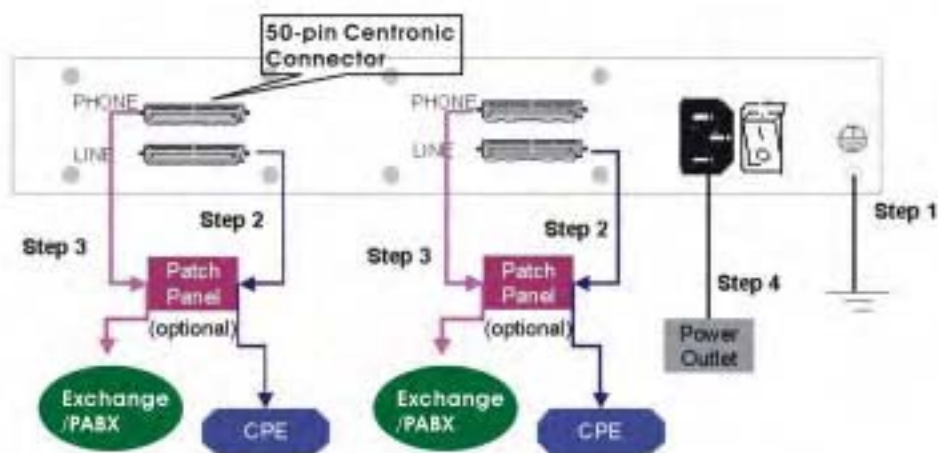 50-pin Centronic
Connector
PHONE
LINE
PHONE
LINE
I
O
Step 1
Step 2
Step 3
Step 2
Step 3
Step 4
Patch
Panel
(optional)
Patch
Panel
(optional)
Power
Outlet
Exchange
/PABX
CPE
Exchange
/PABX
CPE